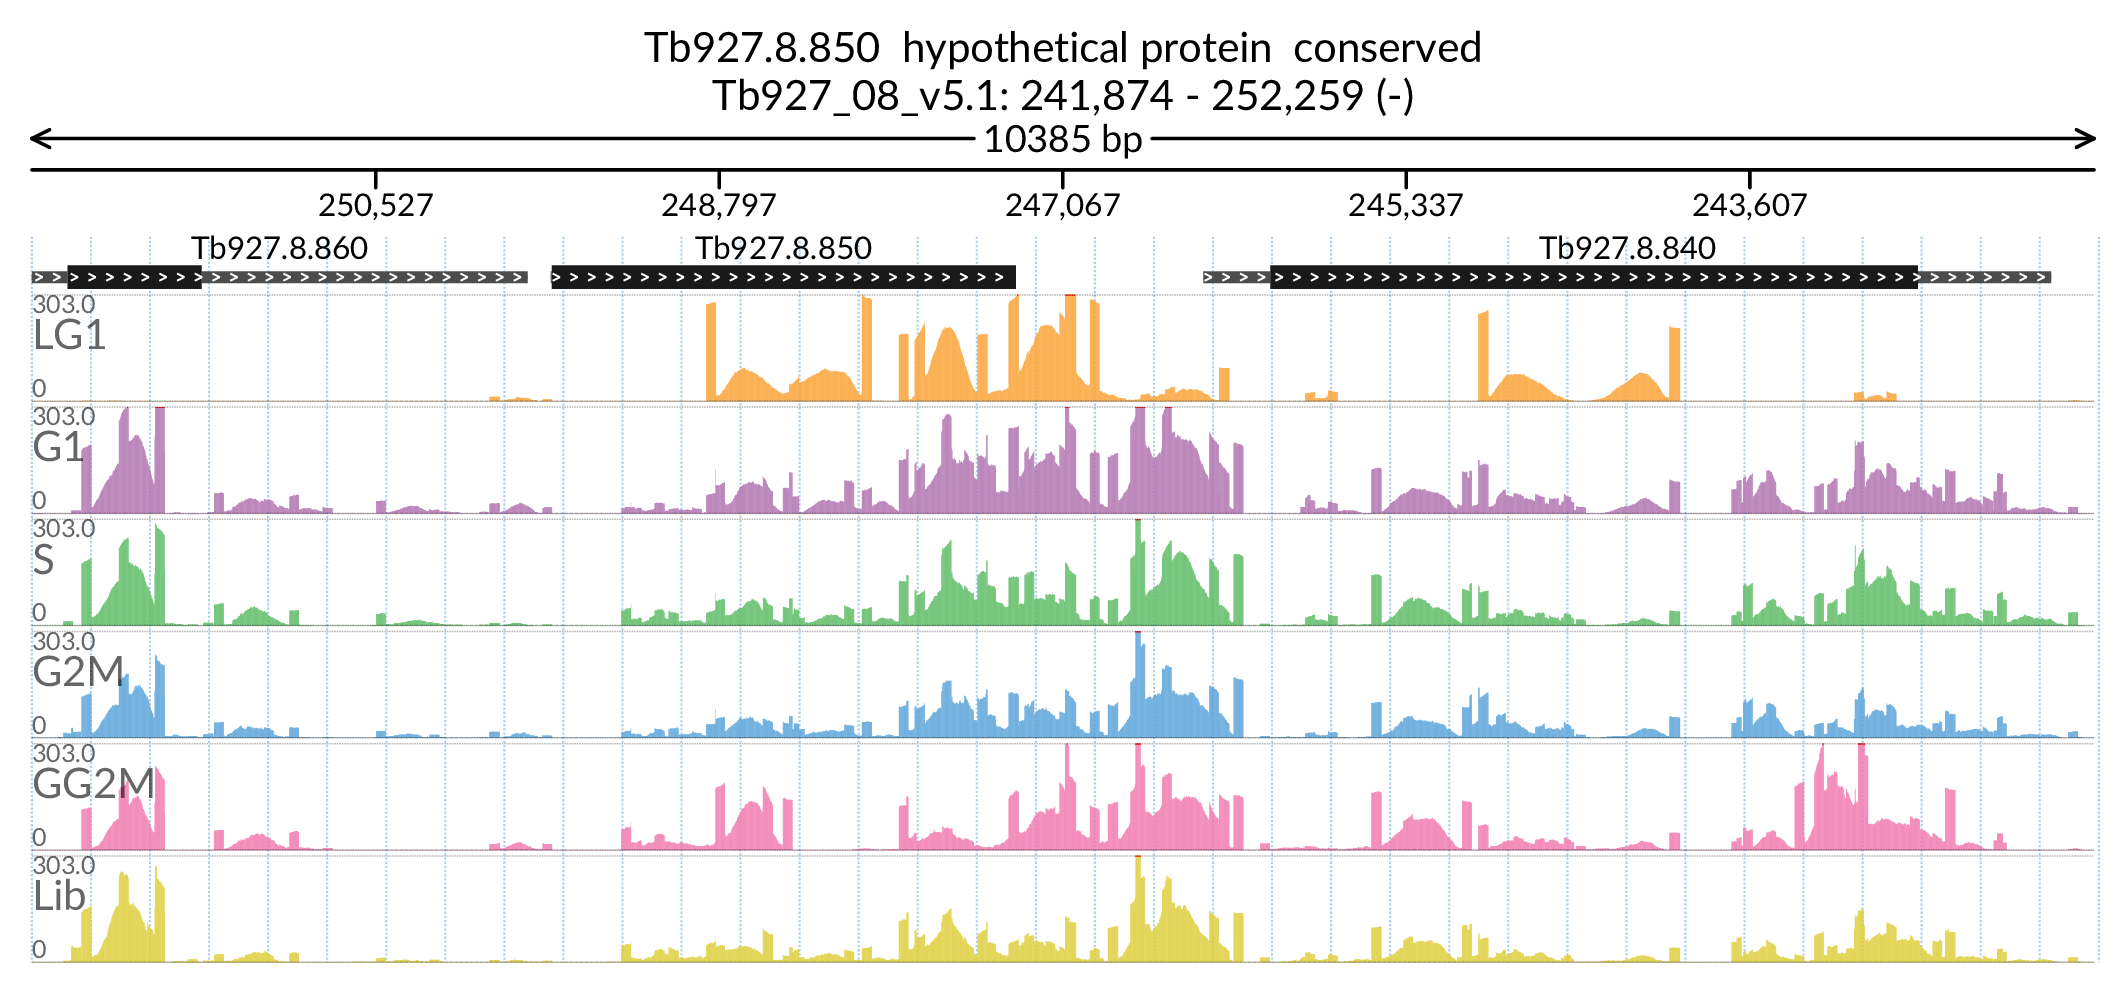 Tb927.8.850  hypothetical protein  conserved
Tb927_08_v5.1: 241,874 - 252,259 (-)
10385 bp
250,527 248,797 247,067 245,337 243,607
Tb927.8.860 Tb927.8.850 Tb927.8.840
303.0
LG1
0
303.0
G1
0
303.0
S
0
303.0
G2M
0
303.0
GG2M
0
303.0
Lib
0